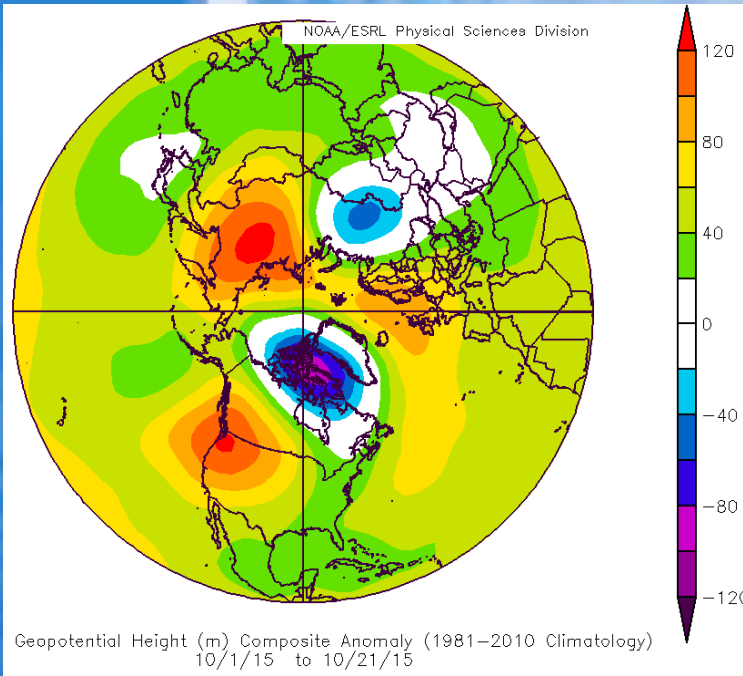 NOAA/ESRL Physical Sciences Division
120
80
40
0
−40
−80
−120
Geopotential Height (m) Composite Anomaly (1981−2010 Climatology)
10/1/15 to 10/21/15